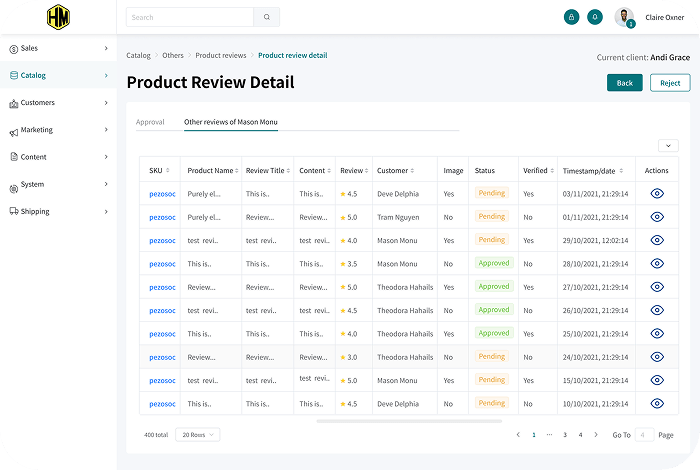 HM
Search
1
Claire Oxner
Sales
Catalog
Customers
Marketing
Content
System
Shipping
Catalog > Others > Product reviews > Product review detail
Current client: Andi Grace
Product Review Detail
Back Reject
Approval Other reviews of Mason Monu
SKU Product Name Review Title Content Review Customer Image Status Verified Timestamp/date Actions
pezosoc Purely el... This is.. This is.. 4.5 Deve Delphia Yes Pending Yes 03/11/2021, 21:29:14
pezosoc Purely el... Review... Review... 5.0 Tram Nguyen No Pending No 01/11/2021, 21:29:14
pezosoc test revi.. test revi.. test revi.. 4.0 Mason Monu Yes Pending Yes 29/10/2021, 12:02:14
pezosoc This is.. This is.. This is.. 3.5 Mason Monu No Approved No 28/10/2021, 21:29:14
pezosoc Review... Review... Review... 5.0 Theodora Hahails Yes Pending Yes 27/10/2021, 21:29:14
pezosoc test revi.. test revi.. test revi.. 4.5 Theodora Hahails No Approved No 26/10/2021, 21:29:14
pezosoc This is.. This is.. This is.. 4.0 Theodora Hahails Yes Approved Yes 25/10/2021, 21:29:14
pezosoc Review... Review... Review... 3.0 Theodora Hahails No Pending No 24/10/2021, 21:29:14
pezosoc test revi.. test revi.. test revi.. 5.0 Mason Monu Yes Pending Yes 15/10/2021, 21:29:14
pezosoc This is.. This is.. This is.. 4.5 Deve Delphia No Pending No 10/10/2021, 21:29:14
400 total 20 Rows < 1 ... 3 4 > Go To 4 Page